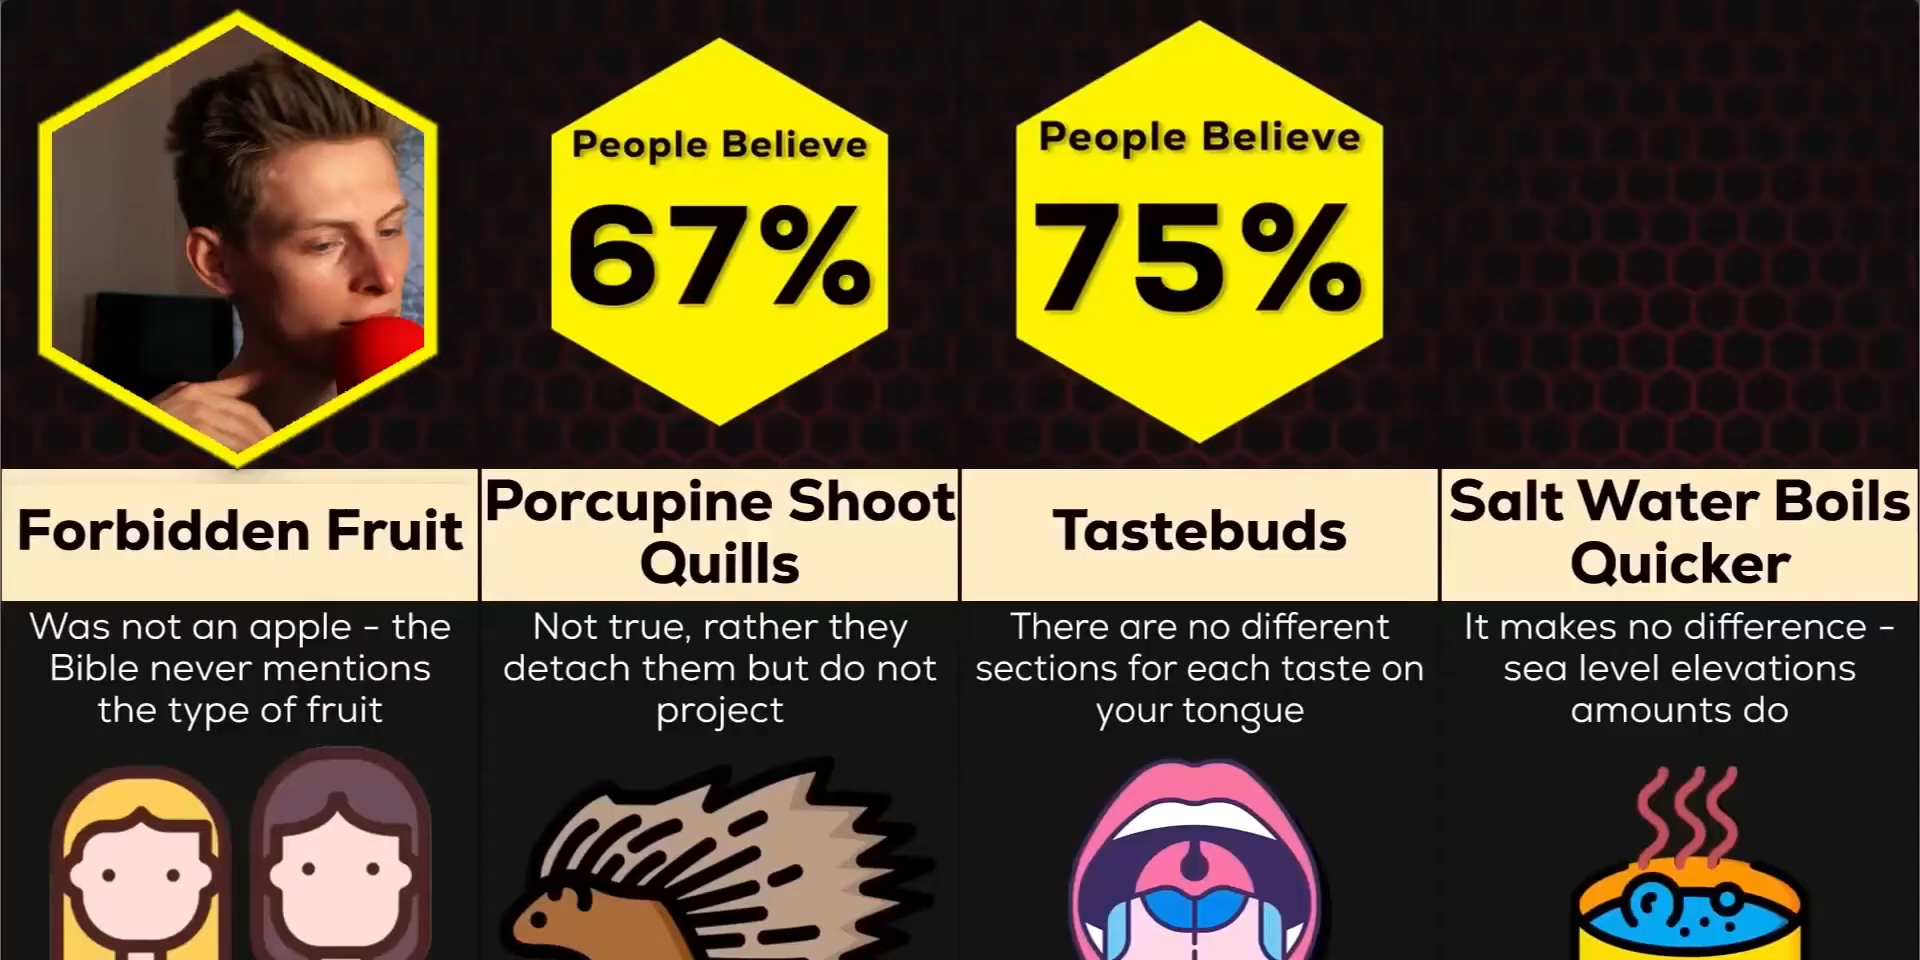 People Believe
67%
People Believe
75%
Forbidden Fruit
Was not an apple - the
Bible never mentions
the type of fruit
Porcupine Shoot
Quills
Not true, rather they
detach them but do not
project
Tastebuds
There are no different
sections for each taste on
your tongue
Salt Water Boils
Quicker
It makes no difference -
sea level elevations
amounts do